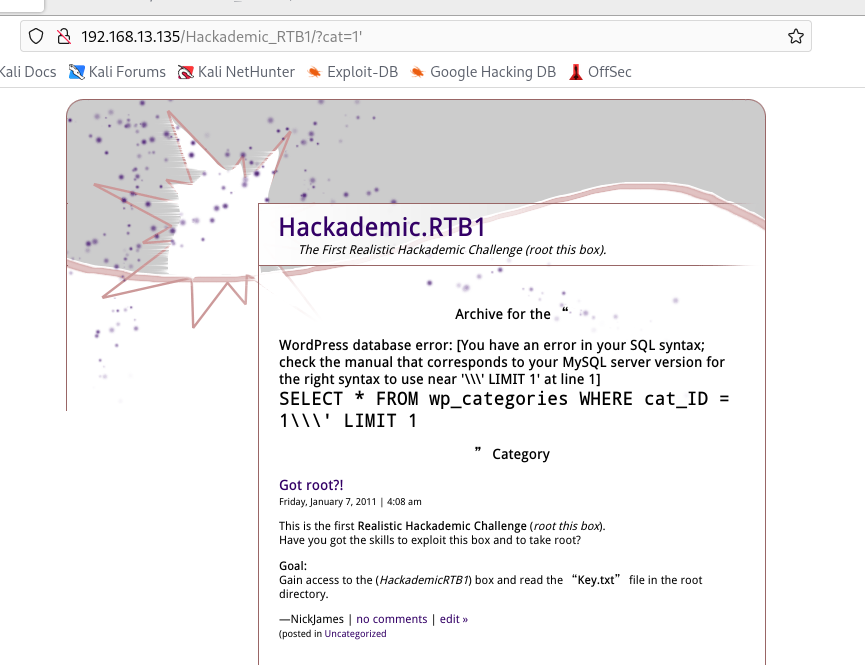 192.168.13.135/Hackademic_RTB1/?cat=1'
Kali Docs Kali Forums Kali NetHunter Exploit-DB Google Hacking DB OffSec
Hackademic.RTB1
The First Realistic Hackademic Challenge (root this box).
Archive for the “
WordPress database error: [You have an error in your SQL syntax;
check the manual that corresponds to your MySQL server version for
the right syntax to use near '\\\' LIMIT 1' at line 1]
SELECT * FROM wp_categories WHERE cat_ID =
1\\\' LIMIT 1
” Category
Got root?!
Friday, January 7, 2011 | 4:08 am
This is the first Realistic Hackademic Challenge (root this box).
Have you got the skills to exploit this box and to take root?
Goal:
Gain access to the (HackademicRTB1) box and read the “Key.txt” file in the root
directory.
—NickJames | no comments | edit »
(posted in Uncategorized